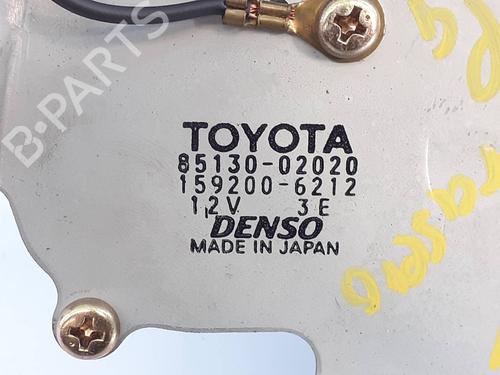 B-PARTS
TOYOTA
85130-02020
159200-6212
12V 3E
DENSO
MADE IN JAPAN